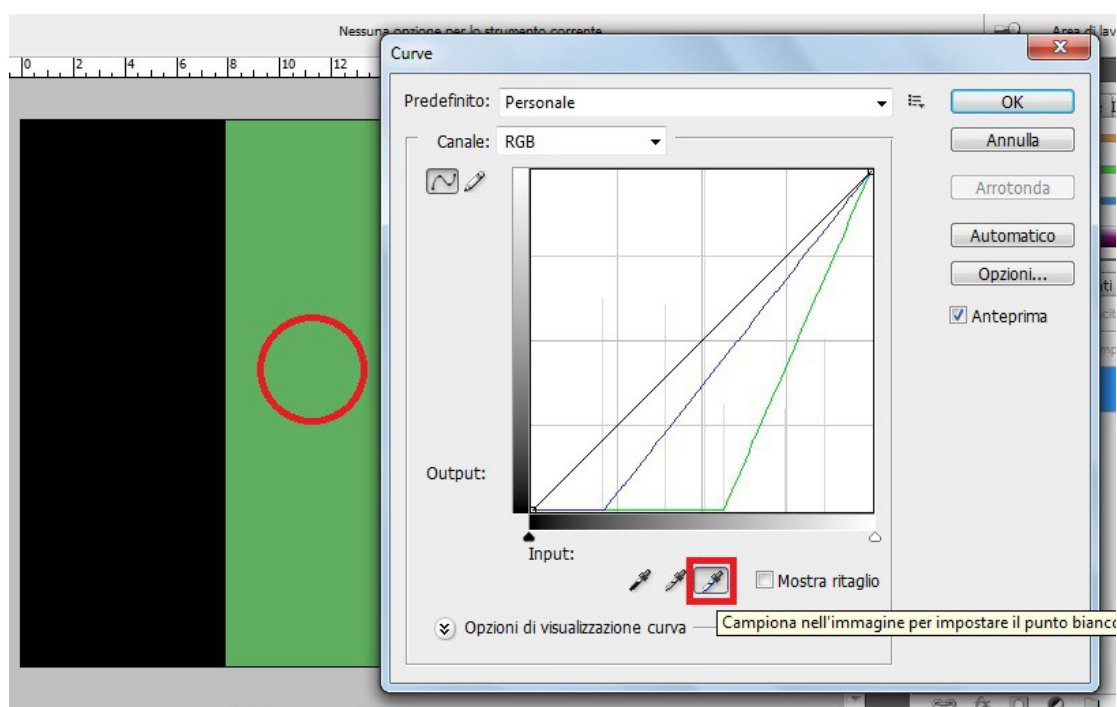 Nessuna opzione per lo strumento corrente
Area di lav
Curve
0 2 4 6 8 10 12
Predefinito: Personale
OK
Canale: RGB
Annulla
Arrotonda
Automatico
Opzioni...
Anteprima
Output:
Input:
Mostra ritaglio
Opzioni di visualizzazione curva
Campiona nell'immagine per impostare il punto bianco
fx